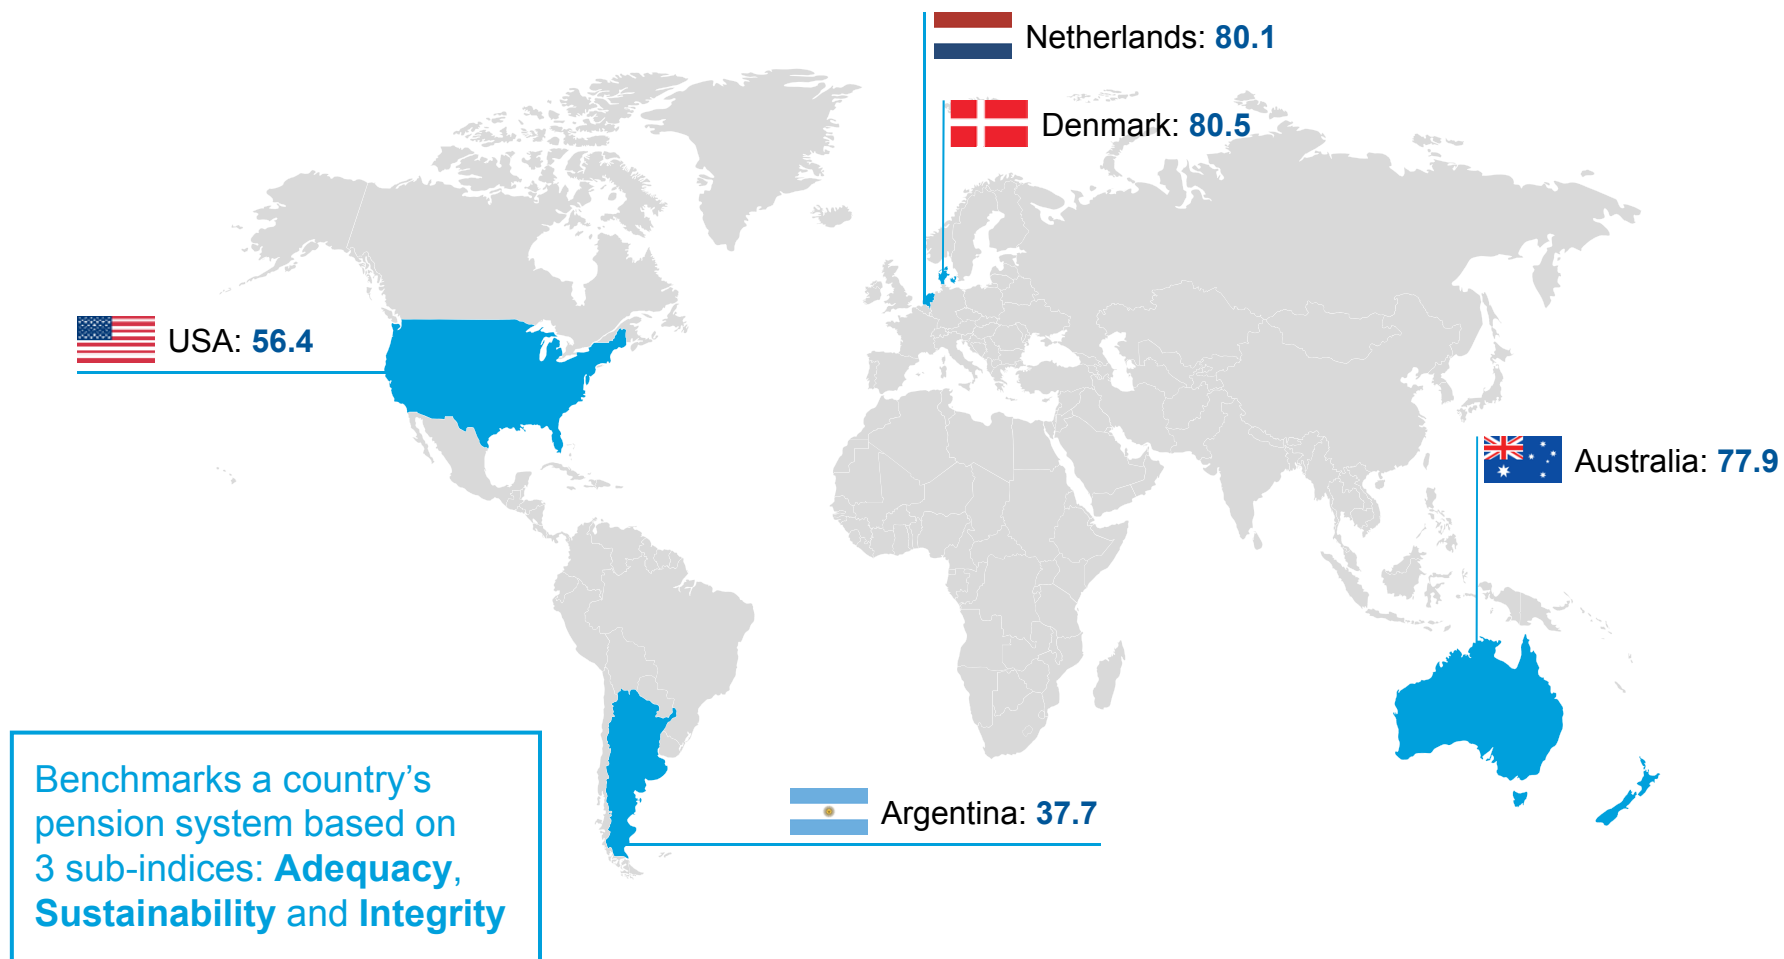 Netherlands: 80.1
Denmark: 80.5
USA: 56.4
Australia: 77.9
Argentina: 37.7
Benchmarks a country’s
pension system based on
3 sub-indices: Adequacy,
Sustainability and Integrity